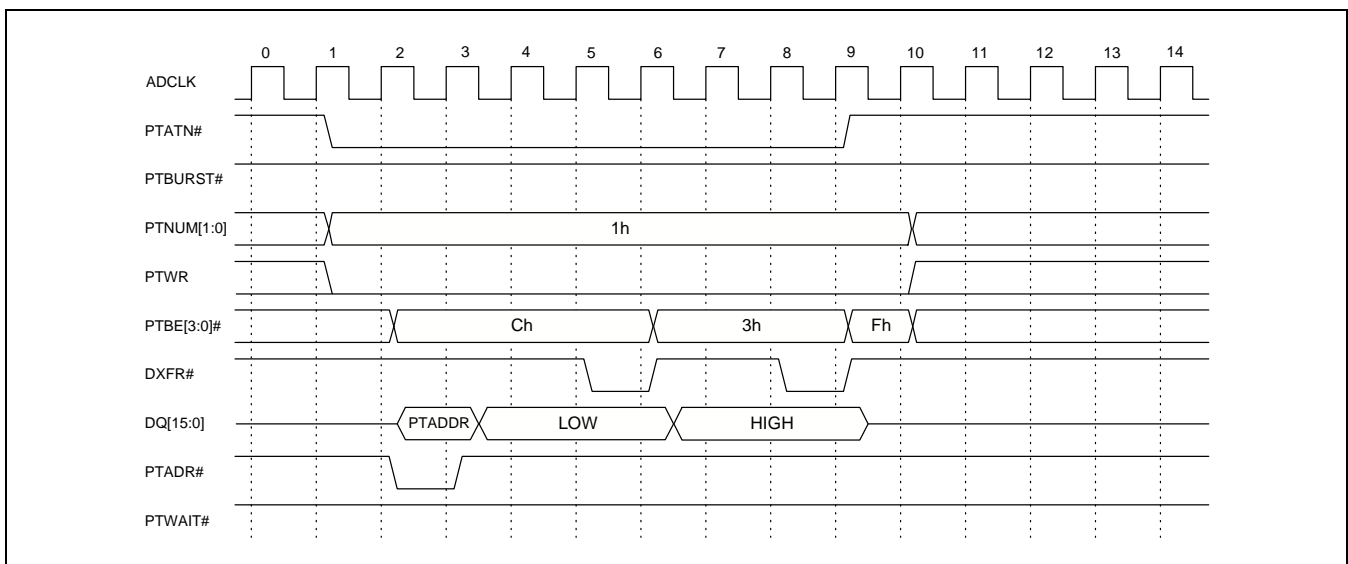 0 1 2 3 4 5 6 7 8 9 10 11 12 13 14
ADCLK
PTATN#
PTBURST#
PTNUM[1:0] 1h
PTWR
PTBE[3:0]# Ch 3h Fh
DXFR#
DQ[15:0] PTADDR LOW HIGH
PTADR#
PTWAIT#